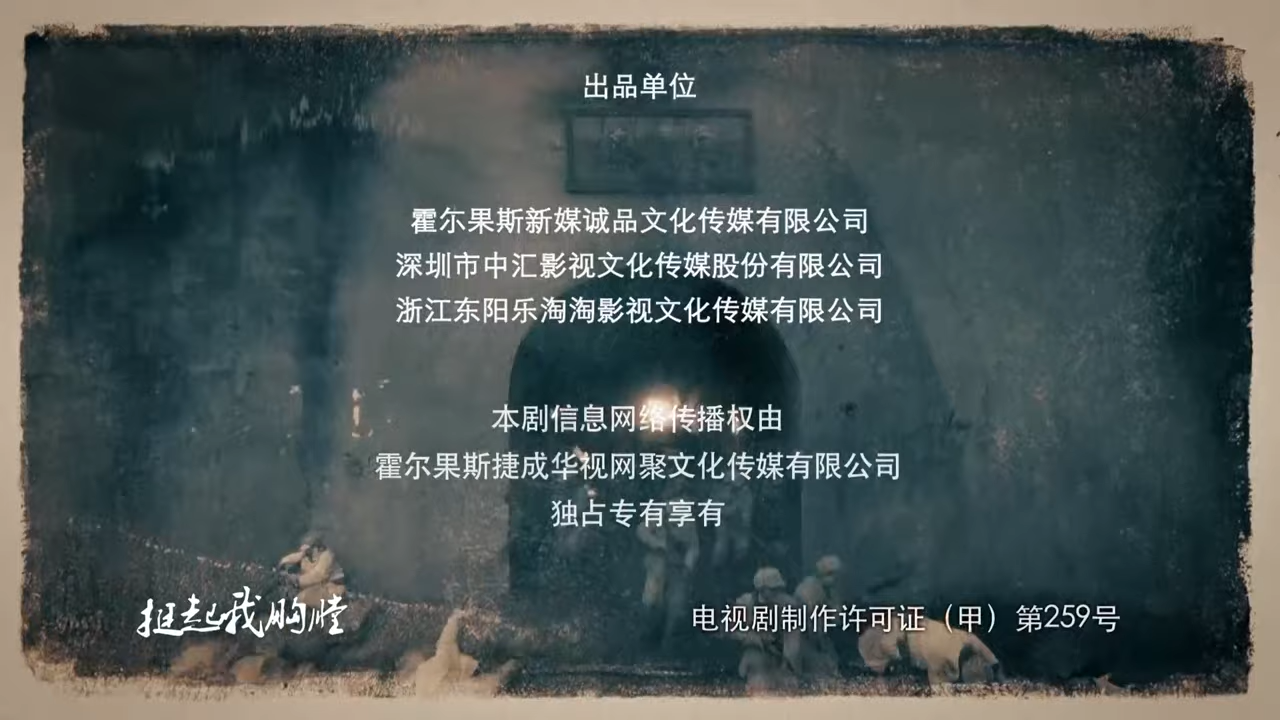 出品单位
霍尔果斯新媒诚品文化传媒有限公司
深圳市中汇影视文化传媒股份有限公司
浙江东阳乐淘淘影视文化传媒有限公司
本剧信息网络传播权由
霍尔果斯捷成华视网聚文化传媒有限公司
独占专有享有
挺起我胸膛
电视剧制作许可证（甲）第259号